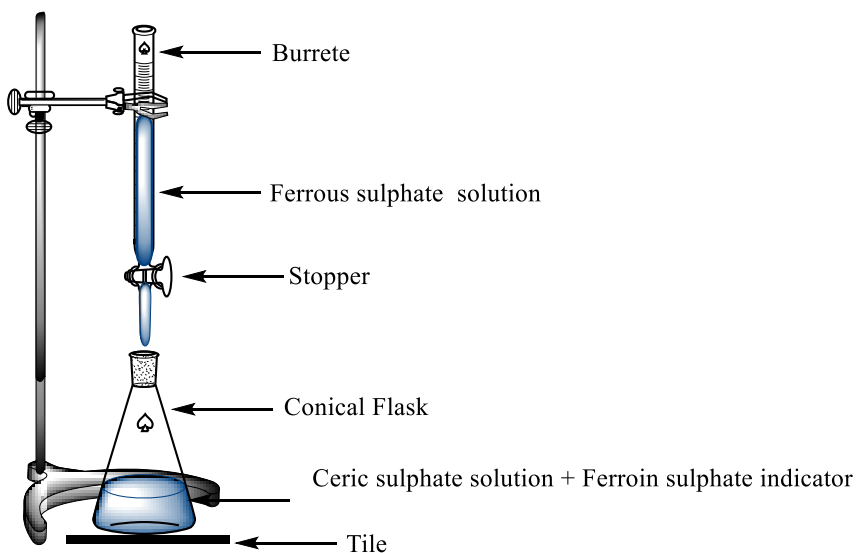 Burrete
Ferrous sulphate solution
Stopper
Conical Flask
Ceric sulphate solution + Ferroin sulphate indicator
Tile